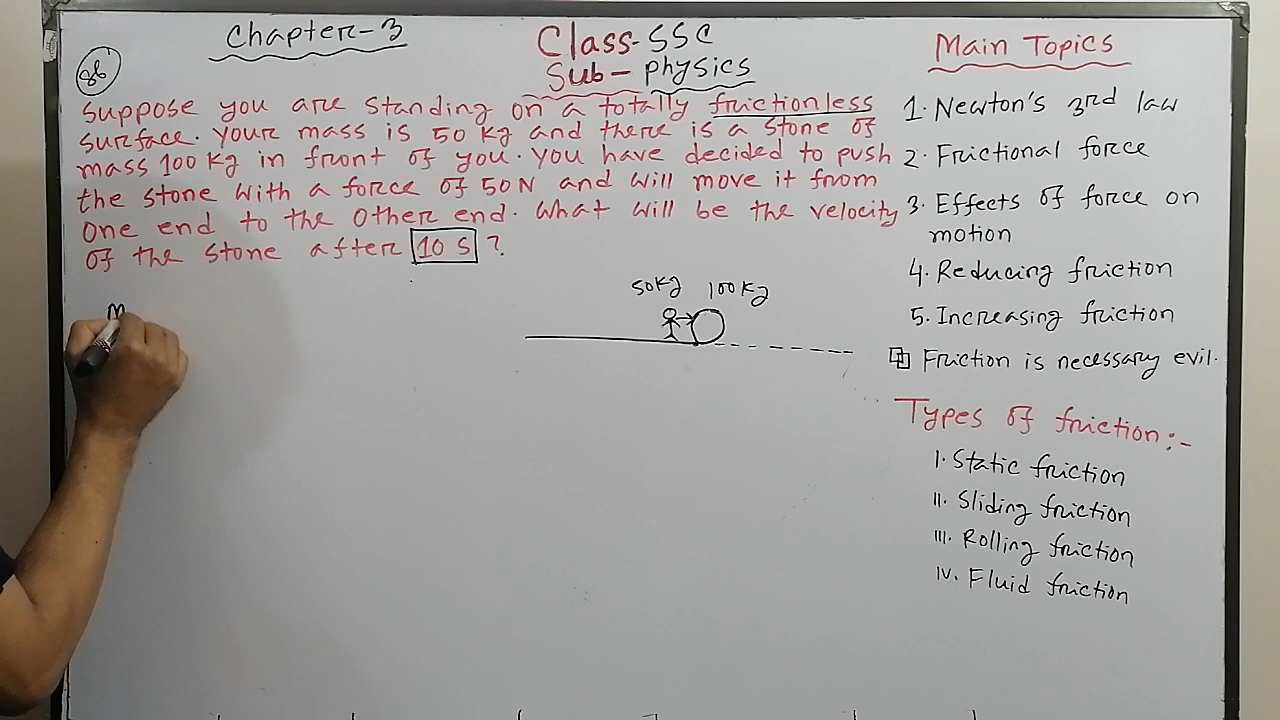 Chapter-3
Class-SSC
Sub-physics
Suppose you are standing on a totally frictionless
surface. your mass is 50 kg and there is a stone of
mass 100 kg in front of you. you have decided to push
the stone with a force of 50N and will move it from
one end to the other end. what will be the velocity
of the stone after 10 s ?
50kg 100kg
M
Main Topics
1. Newton's 3rd law
2. Frictional force
3. Effects of force on
motion
4. Reducing friction
5. Increasing friction
Friction is necessary evil.
Types of friction:-
I. Static friction
II. Sliding friction
III. Rolling friction
IV. Fluid friction